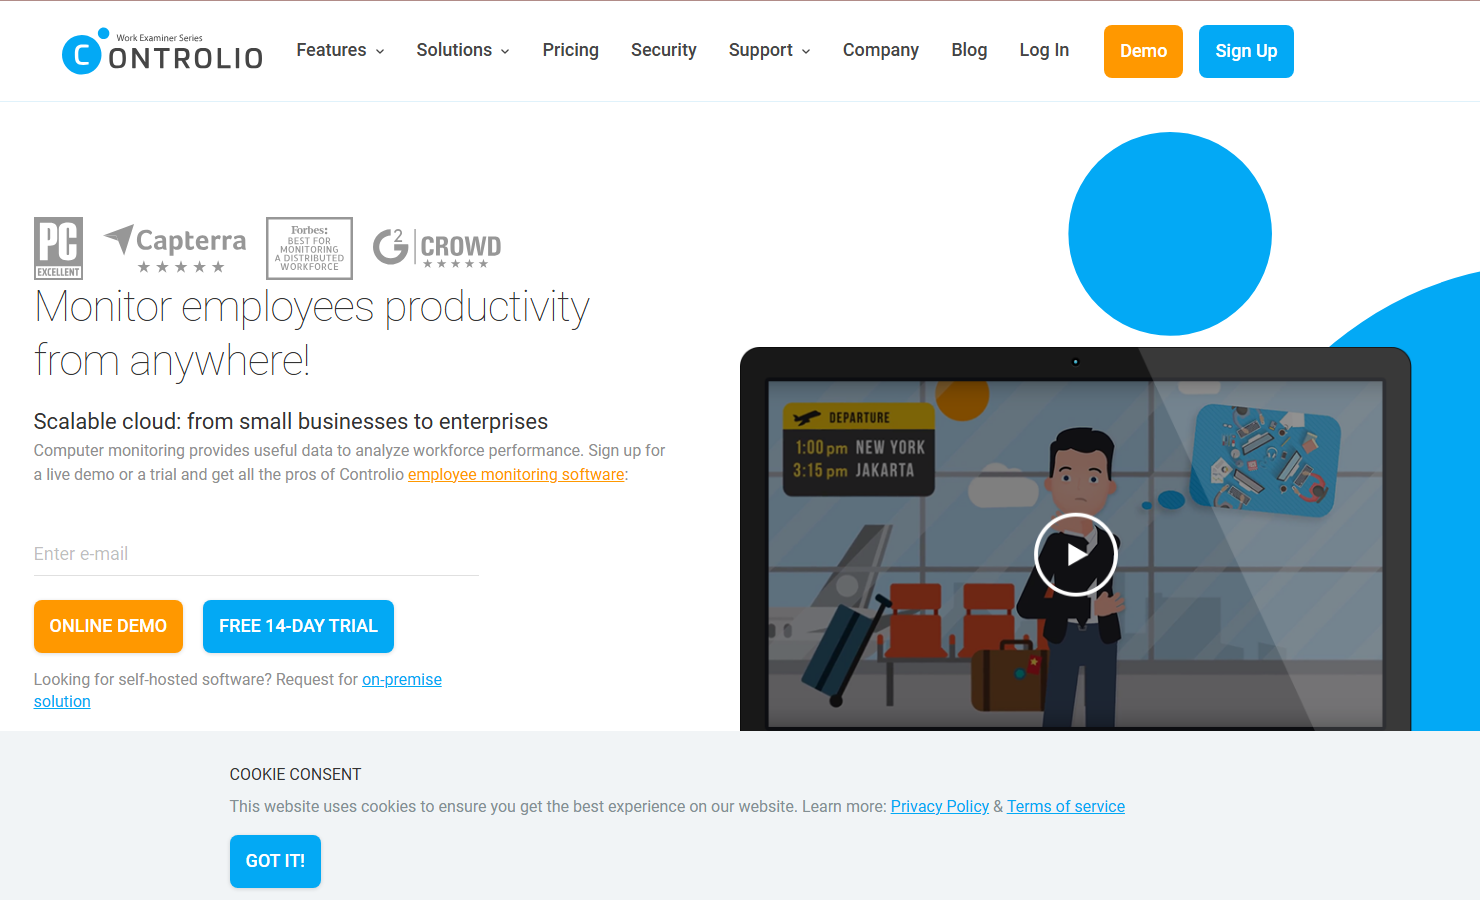 Work Examiner Series
CONTROLIO
Features
Solutions
Pricing
Security
Support
Company
Blog
Log In
Demo
Sign Up
PC
EXCELLENT
Capterra
Forbes:
BEST FOR
MONITORING
A DISTRIBUTED
WORKFORCE
G2 CROWD
Monitor employees productivity
from anywhere!
Scalable cloud: from small businesses to enterprises
Computer monitoring provides useful data to analyze workforce performance. Sign up for
a live demo or a trial and get all the pros of Controlio employee monitoring software:
Enter e-mail
ONLINE DEMO
FREE 14-DAY TRIAL
Looking for self-hosted software? Request for on-premise
solution
DEPARTURE
1:00 pm NEW YORK
3:15 pm JAKARTA
COOKIE CONSENT
This website uses cookies to ensure you get the best experience on our website. Learn more: Privacy Policy & Terms of service
GOT IT!